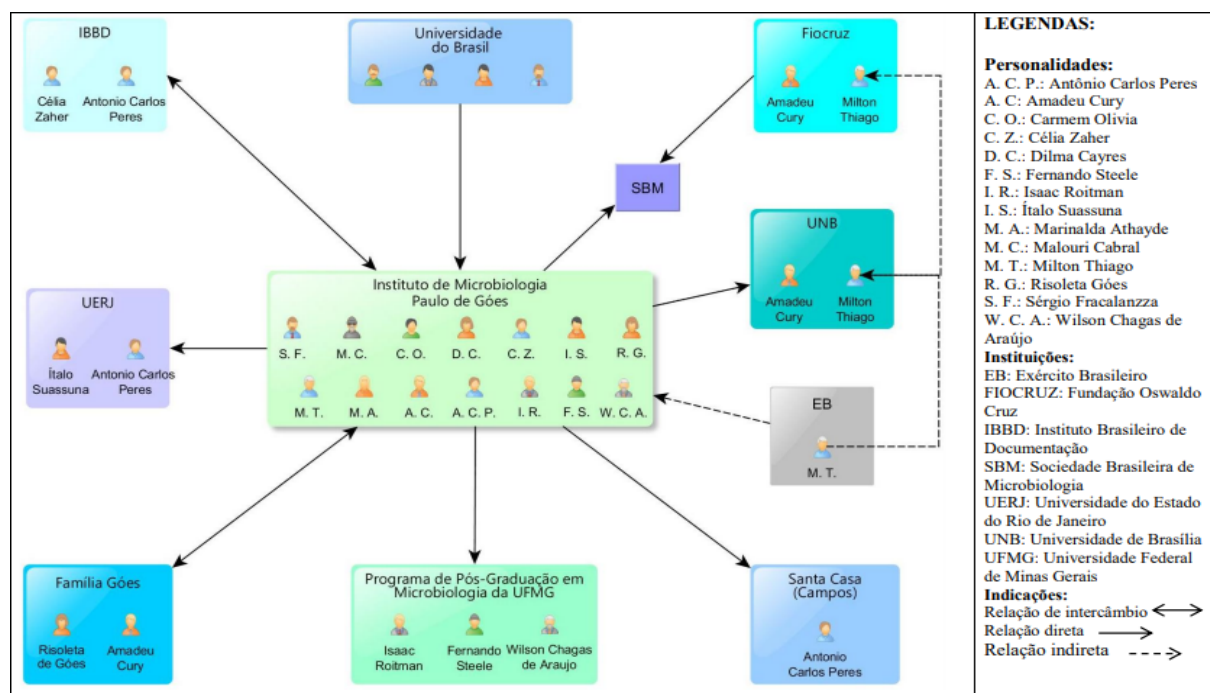 IBBD
Célia
Zaher
Antonio Carlos
Peres
Universidade
do Brasil
Fiocruz
Amadeu
Cury
Milton
Thiago
SBM
UNB
Amadeu
Cury
Milton
Thiago
UERJ
Ítalo
Suassuna
Antonio Carlos
Peres
Instituto de Microbiologia
Paulo de Góes
S. F. M. C. C. O. D. C. C. Z. I. S. R. G.
M. T. M. A. A. C. A. C. P. I. R. F. S. W. C. A.
EB
M. T.
Família Góes
Risoleta
de Góes
Amadeu
Cury
Programa de Pós-Graduação em
Microbiologia da UFMG
Isaac
Roitman
Fernando
Steele
Wilson Chagas
de Araujo
Santa Casa
(Campos)
Antonio
Carlos Peres
LEGENDAS:
Personalidades:
A. C. P.: Antônio Carlos Peres
A. C: Amadeu Cury
C. O.: Carmem Olivia
C. Z.: Célia Zaher
D. C.: Dilma Cayres
F. S.: Fernando Steele
I. R.: Isaac Roitman
I. S.: Ítalo Suassuna
M. A.: Marinalda Athayde
M. C.: Malouri Cabral
M. T.: Milton Thiago
R. G.: Risoleta Góes
S. F.: Sérgio Fracalanzza
W. C. A.: Wilson Chagas de
Araújo
Instituições:
EB: Exército Brasileiro
FIOCRUZ: Fundação Oswaldo
Cruz
IBBD: Instituto Brasileiro de
Documentação
SBM: Sociedade Brasileira de
Microbiologia
UERJ: Universidade do Estado
do Rio de Janeiro
UNB: Universidade de Brasília
UFMG: Universidade Federal
de Minas Gerais
Indicações:
Relação de intercâmbio
Relação direta
Relação indireta